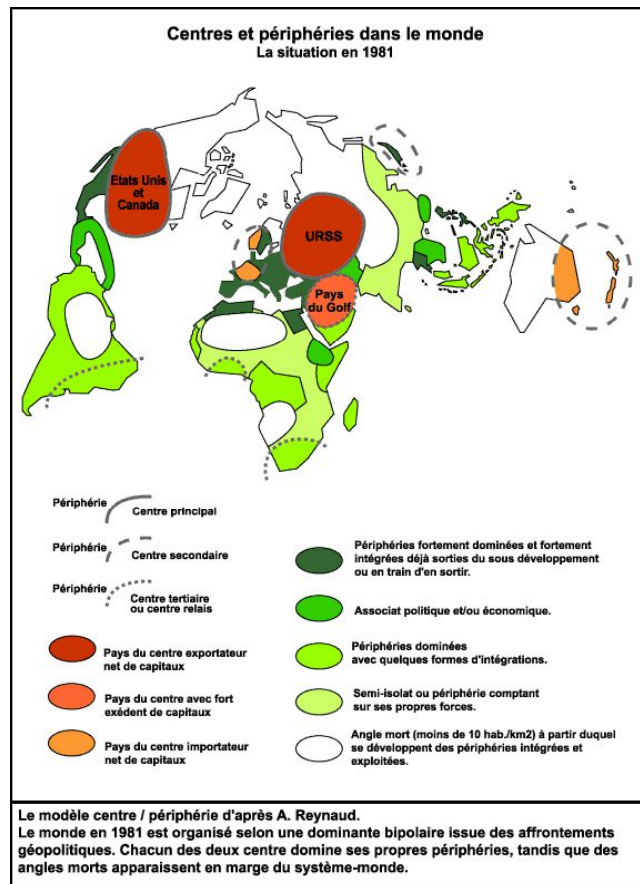 Centres et périphéries dans le monde
La situation en 1981
Etats Unis
et
Canada
URSS
Pays
du Golf
Périphérie
Centre principal
Périphérie
Centre secondaire
Périphérie
Centre tertiaire
ou centre relais
Pays du centre exportateur
net de capitaux
Pays du centre avec fort
exédent de capitaux
Pays du centre importateur
net de capitaux
Périphéries fortement dominées et fortement
intégrées déjà sorties du sous développement
ou en train d'en sortir.
Associat politique et/ou économique.
Périphéries dominées
avec quelques formes d'intégrations.
Semi-isolat ou périphérie comptant
sur ses propres forces.
Angle mort (moins de 10 hab./km2) à partir duquel
se développent des périphéries intégrées et
exploitées.
Le modèle centre / périphérie d'après A. Reynaud.
Le monde en 1981 est organisé selon une dominante bipolaire issue des affrontements
géopolitiques. Chacun des deux centre domine ses propres périphéries, tandis que des
angles morts apparaissent en marge du système-monde.